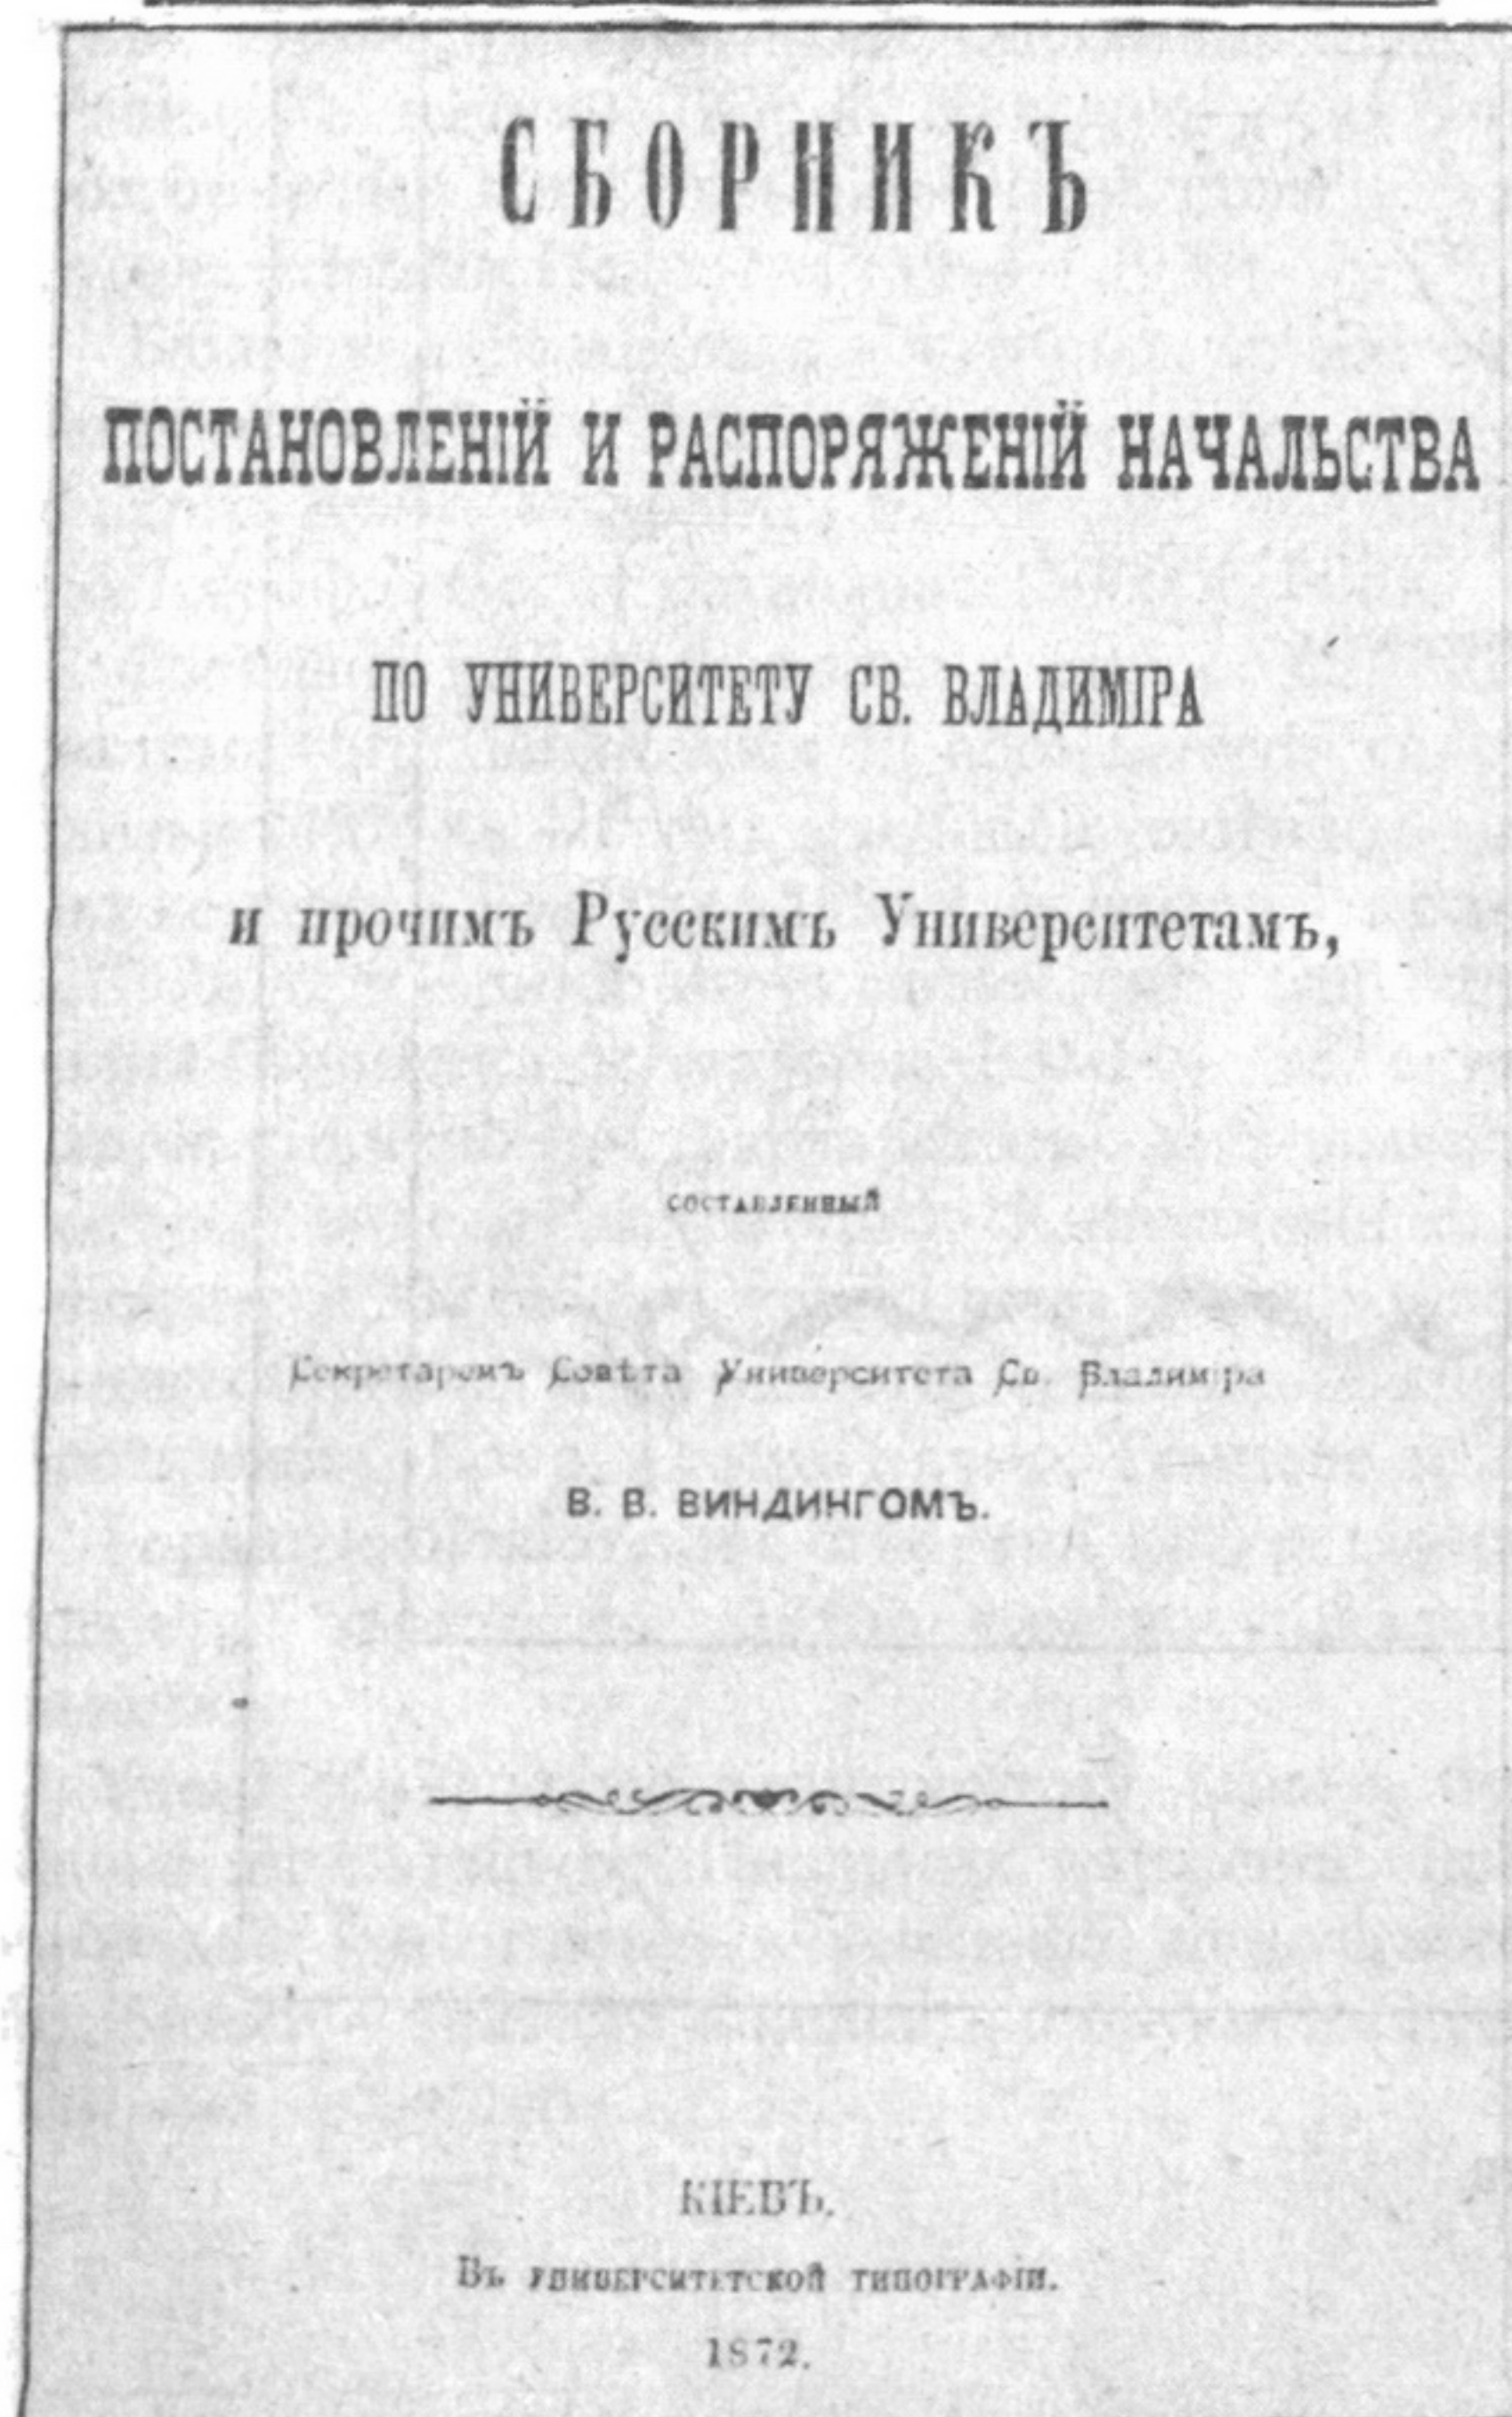 СБОРНИКЪ
ПОСТАНОВЛЕНІЙ И РАСПОРЯЖЕНІЙ НАЧАЛЬСТВА
ПО УНИВЕРСИТЕТУ СВ. ВЛАДИМІРА
и прочимъ Русскимъ Университетамъ,
СОСТАВЛЕННЫЙ
Секретаремъ Совѣта Университета Св. Владиміра
В. В. ВИНДИНГОМЪ.
КІЕВЪ.
Въ университетской типографіи.
1872.